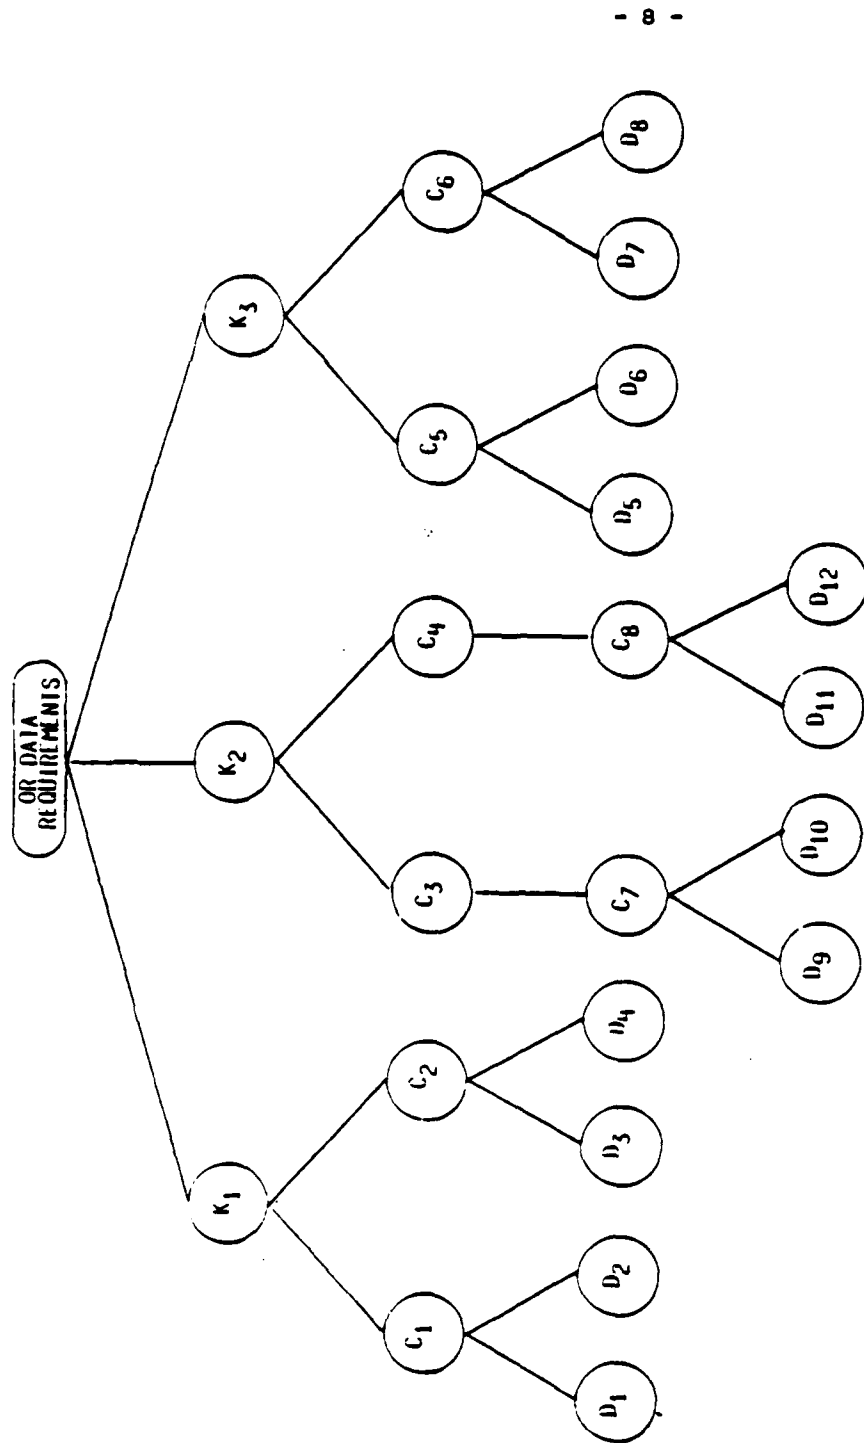 - 8 -
OR DATA
REQUIREMENTS
K1
K2
K3
C1
C2
C3
C4
C5
C6
D1
D2
D3
D4
C7
C8
D5
D6
D7
D8
D9
D10
D11
D12